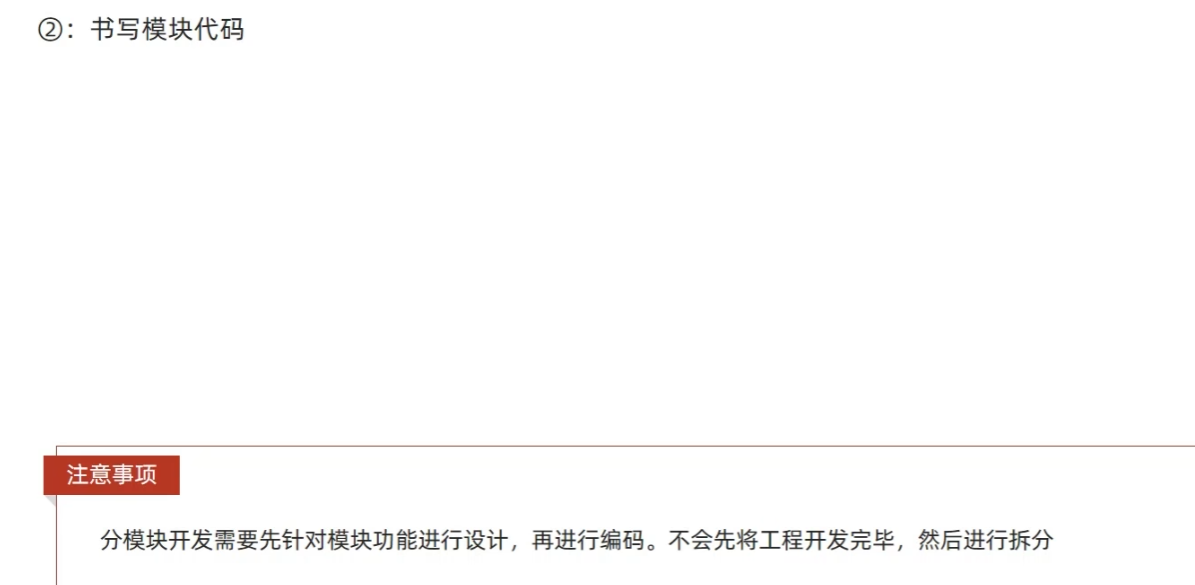 ②：书写模块代码
注意事项
分模块开发需要先针对模块功能进行设计，再进行编码。不会先将工程开发完毕，然后进行拆分